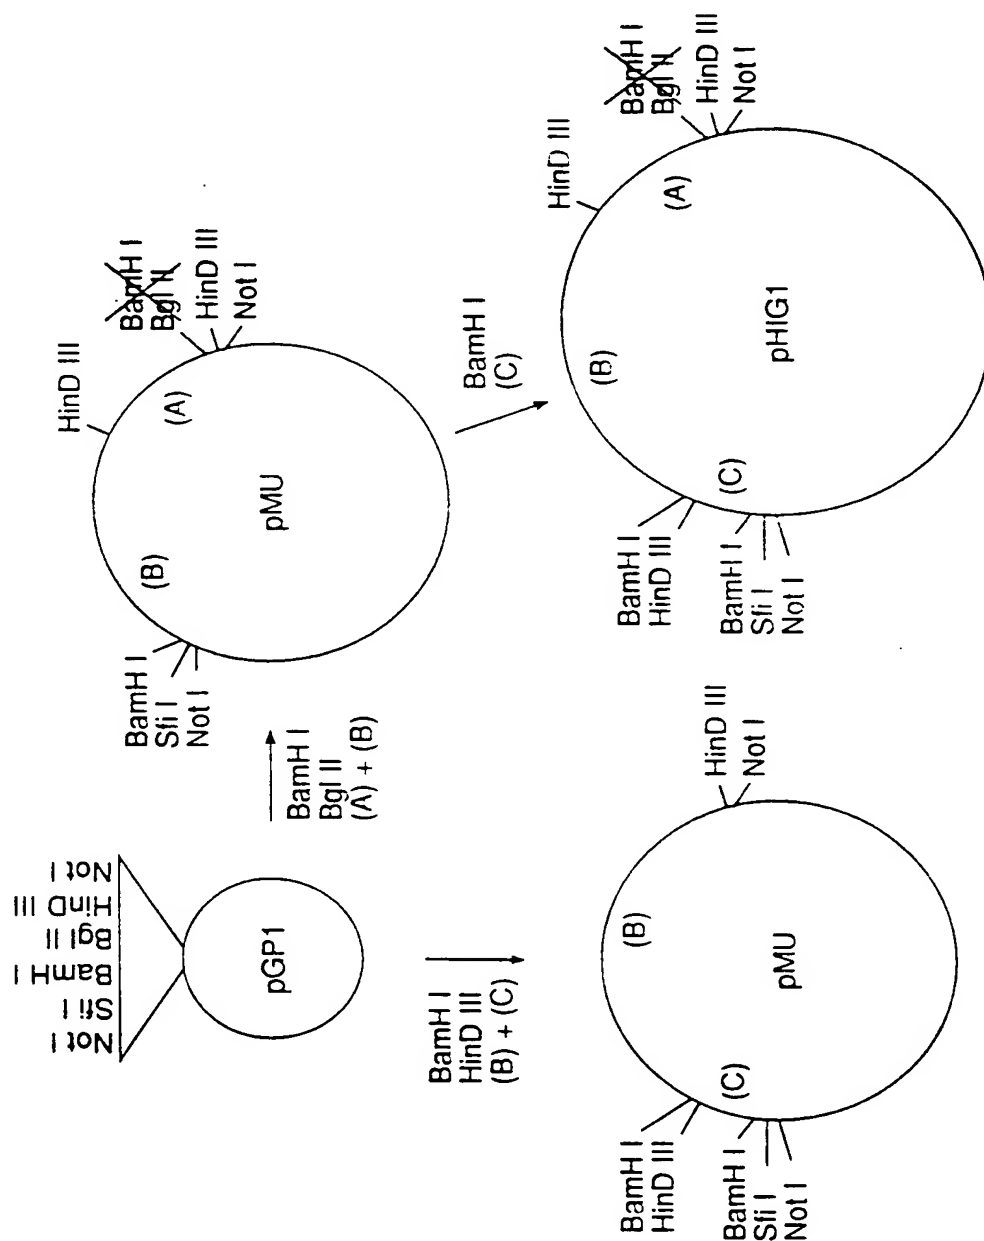 Not I
Sfi I
BamH I
Bgl II
HinD III
Not I
pGP1
BamH I
Bgl II
(A) + (B)
BamH I
HinD III
(B) + (C)
BamH I
Sfi I
Not I
(B)
HinD III
(A)
BamH I
Bgl II
HinD III
Not I
pMU
BamH I
(C)
BamH I
HinD III
(C)
BamH I
Sfi I
Not I
(B)
HinD III
Not I
pMU
BamH I
HinD III
(C)
BamH I
Sfi I
Not I
(B)
HinD III
(A)
BamH I
Bgl II
HinD III
Not I
pHIG1